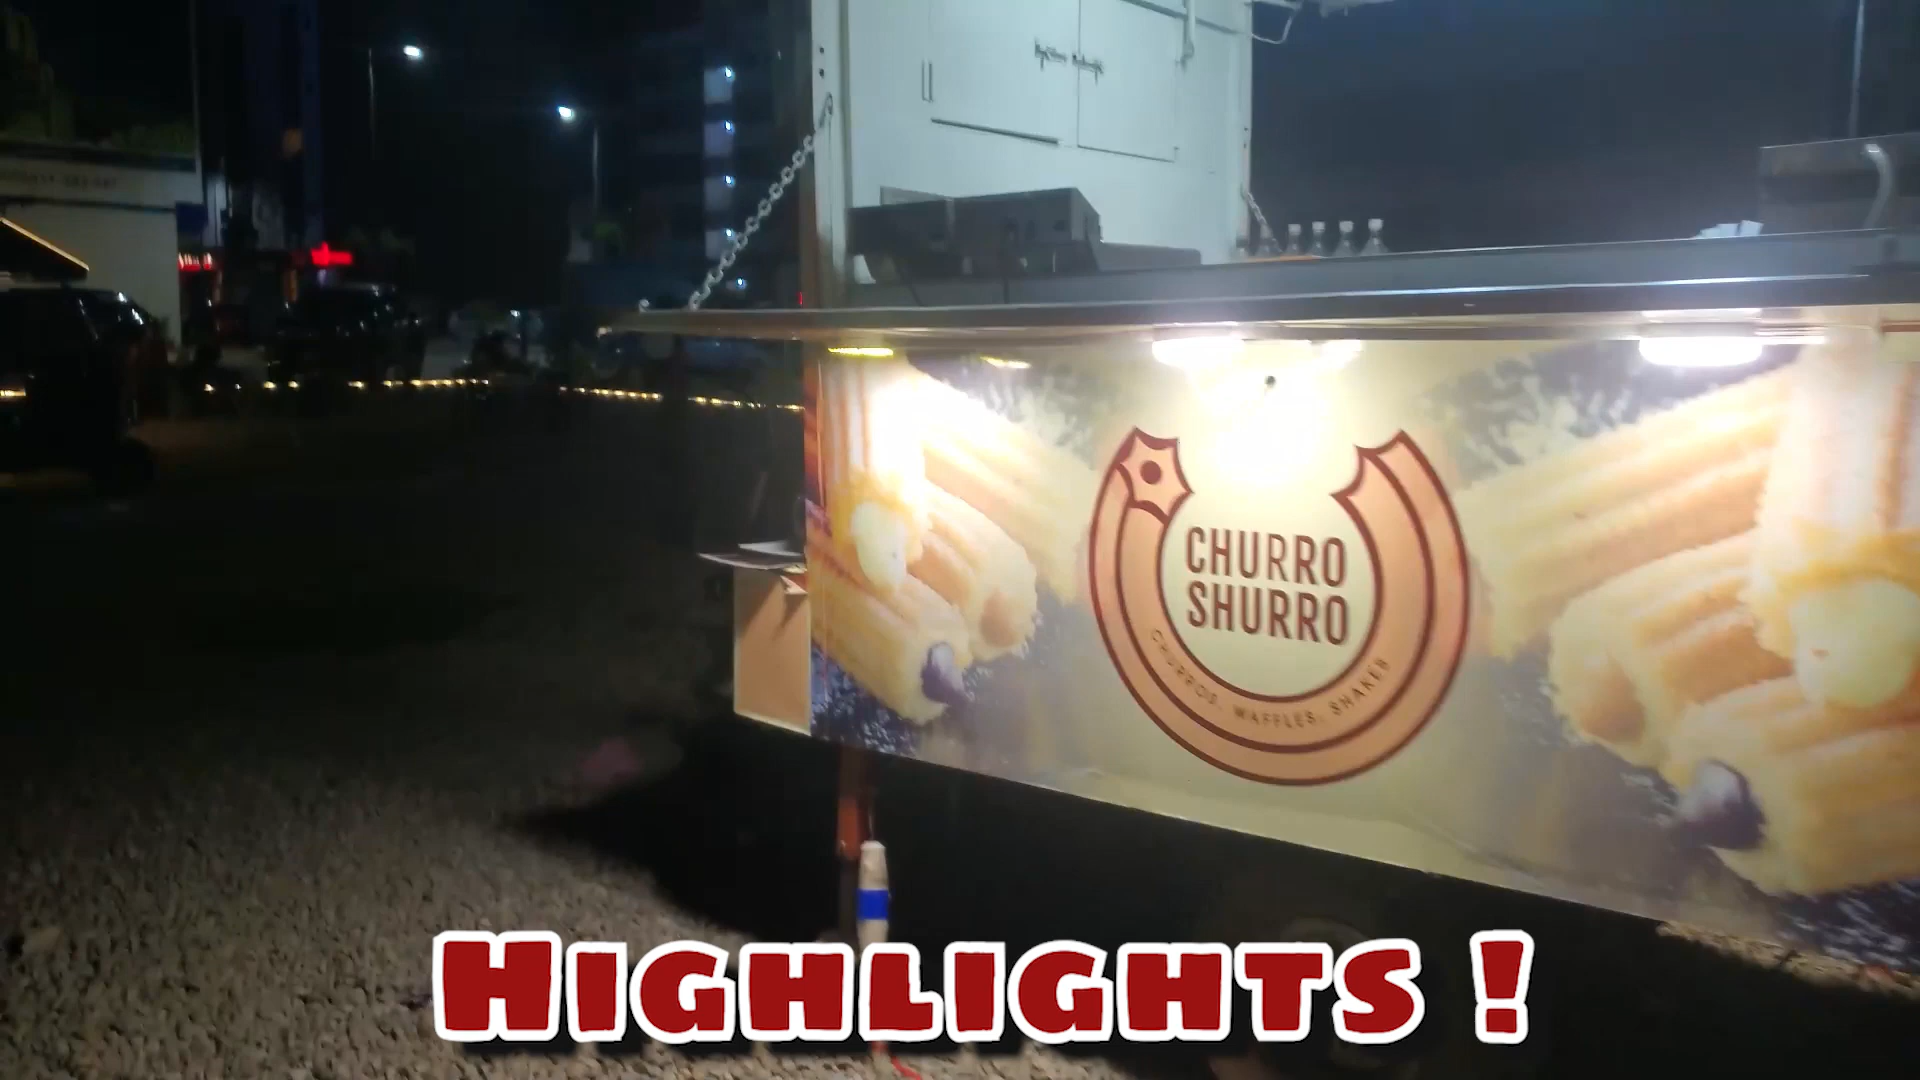 CHURRO
SHURRO
CHURROS, WAFFLES, SHAKES
HIGHLIGHTS !